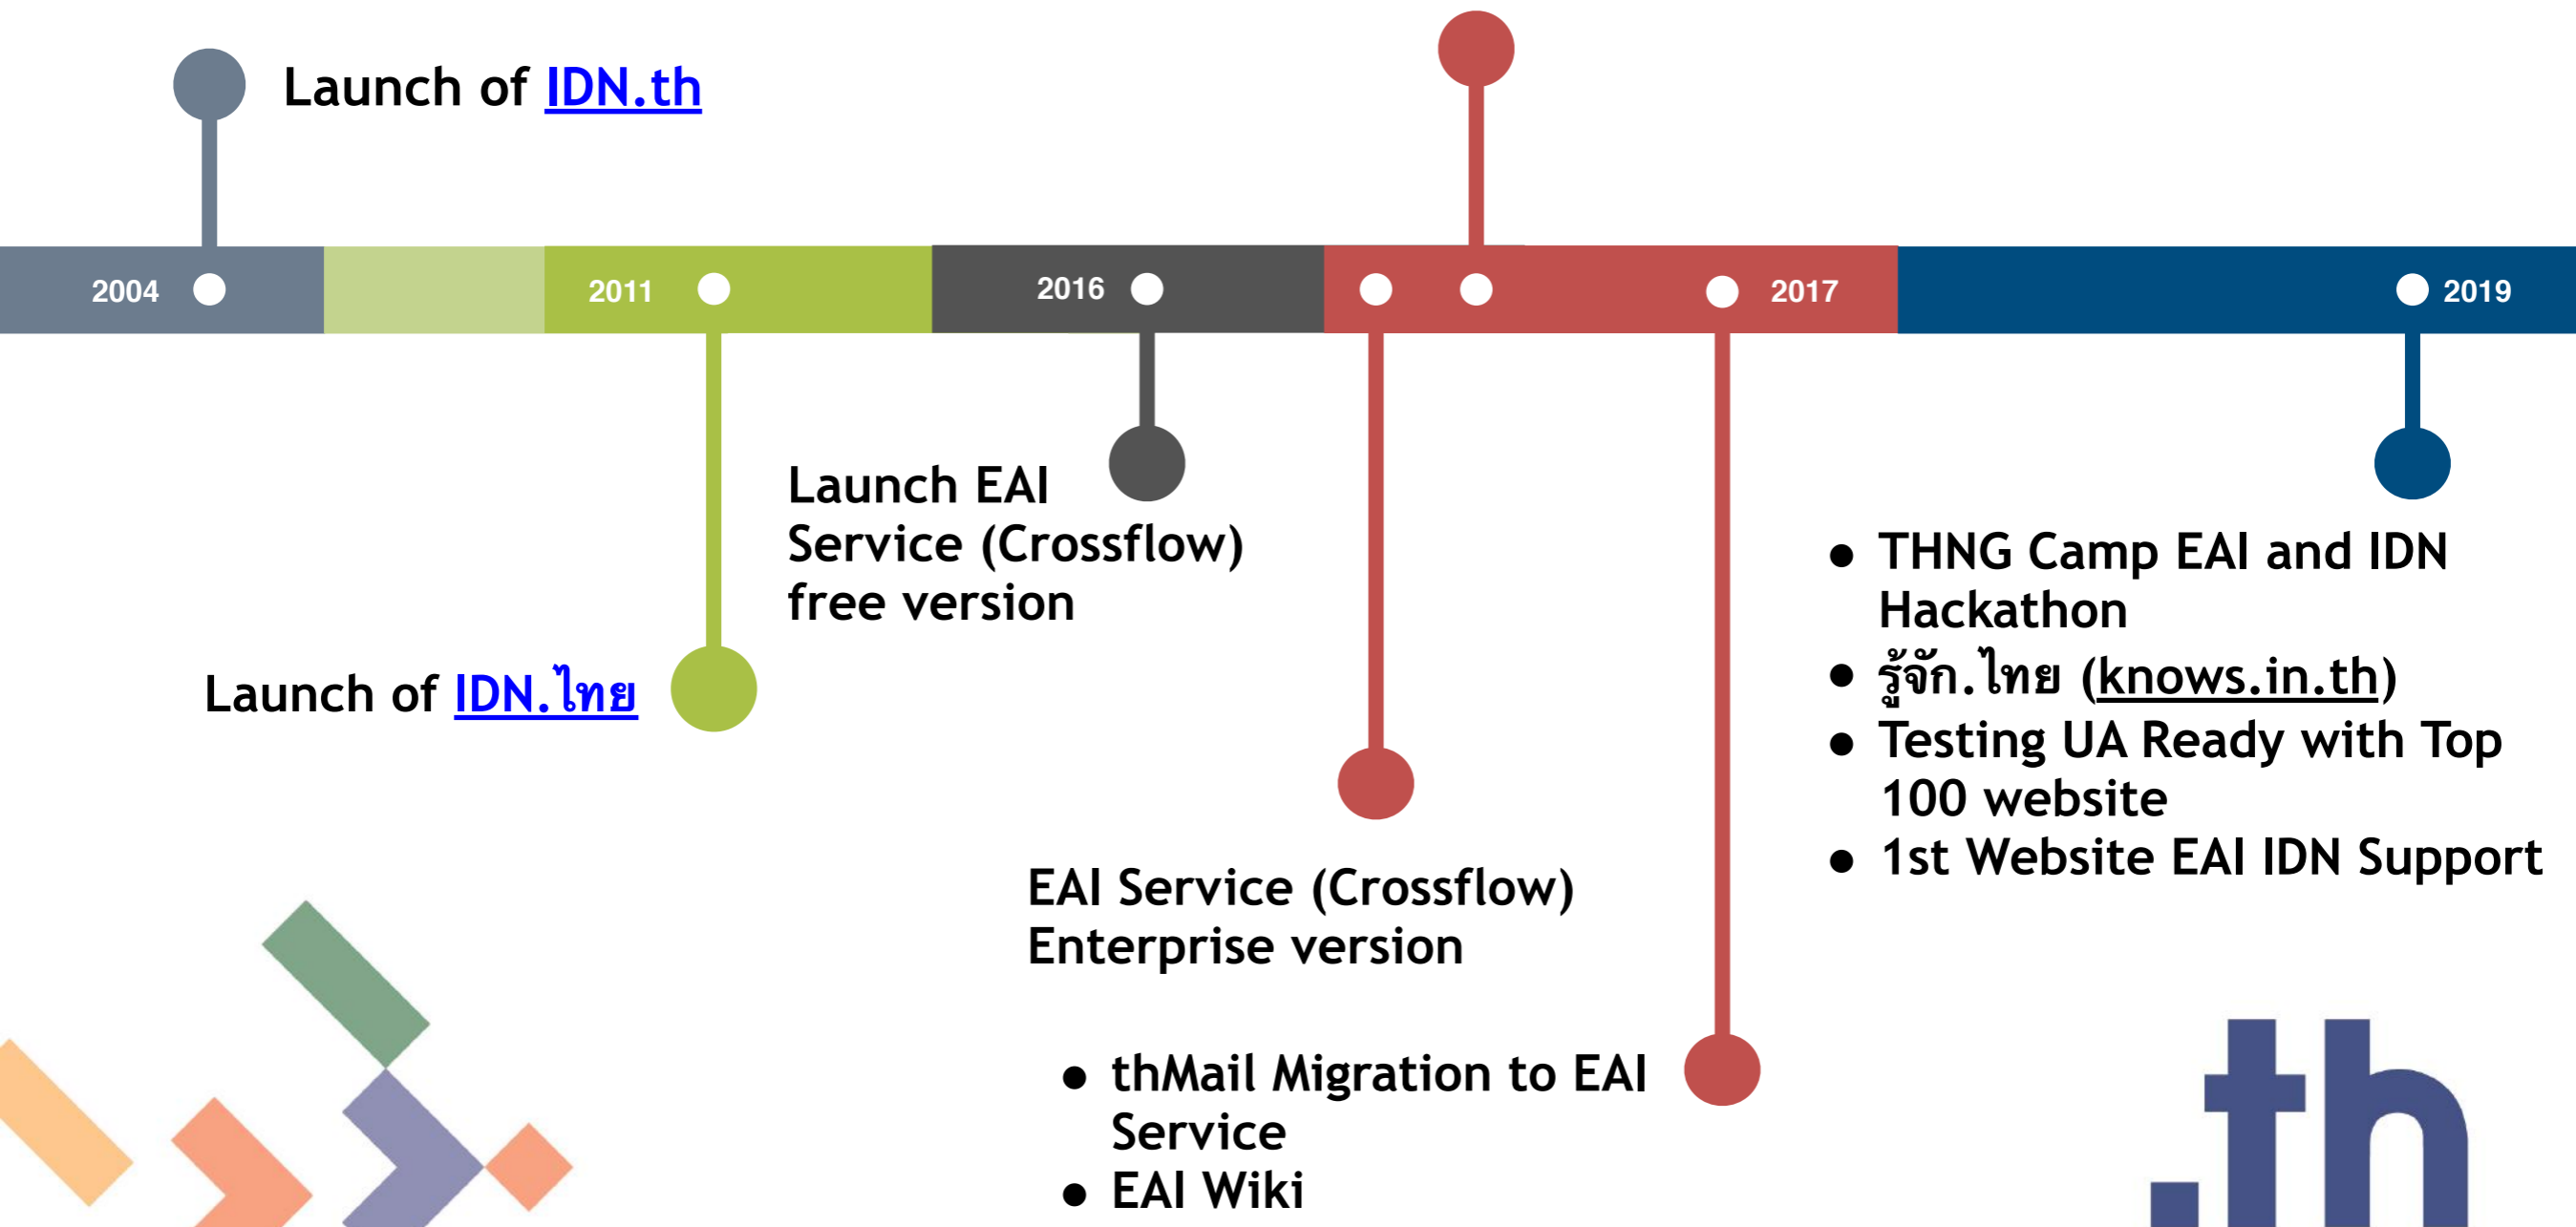 Launch of IDN.th
2004
2011
2016
2017
2019
Launch EAI
Service (Crossflow)
free version
Launch of IDN.ไทย
EAI Service (Crossflow)
Enterprise version
● thMail Migration to EAI
Service
● EAI Wiki
● THNG Camp EAI and IDN
Hackathon
● รู้จัก.ไทย (knows.in.th)
● Testing UA Ready with Top
100 website
● 1st Website EAI IDN Support
.th